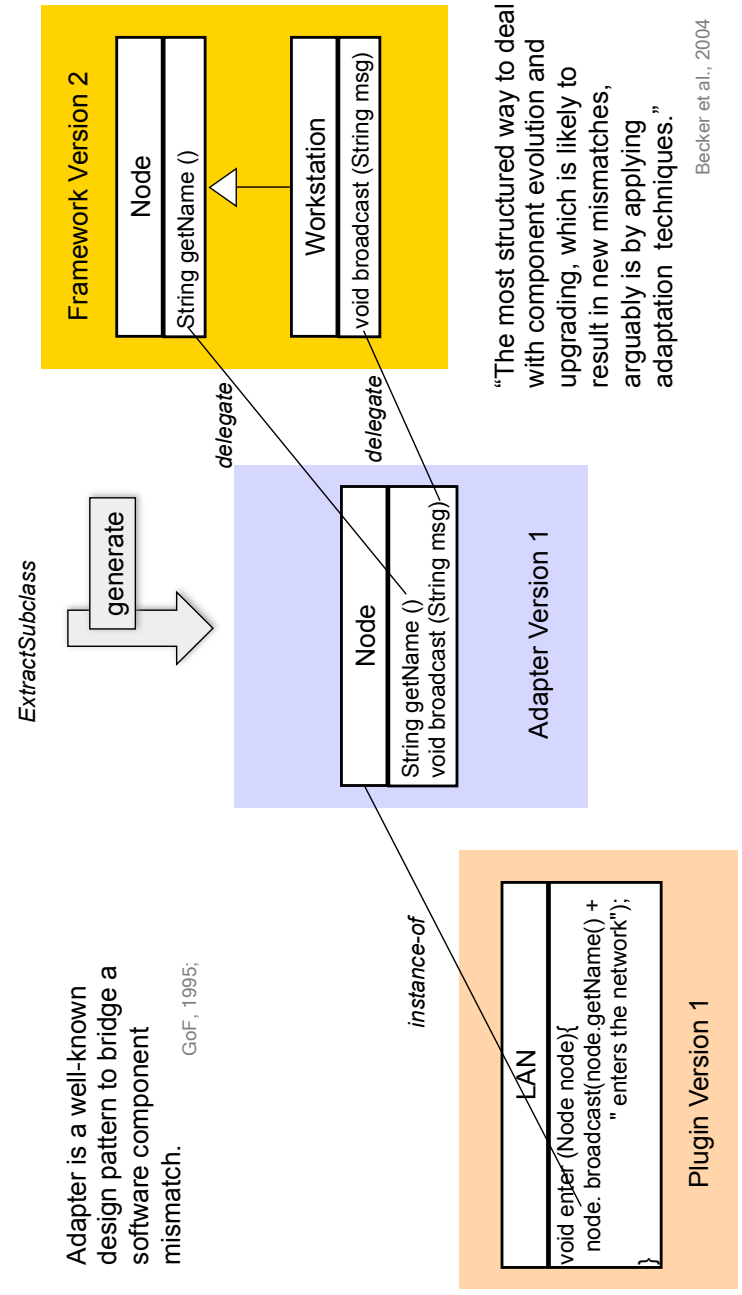 Adapter is a well-known
design pattern to bridge a
software component
mismatch.
GoF, 1995;
ExtractSubclass
generate
Framework Version 2
Node
String getName ()
Workstation
void broadcast (String msg)
delegate
delegate
Node
String getName ()
void broadcast (String msg)
Adapter Version 1
instance-of
LAN
void enter (Node node){
node. broadcast(node.getName() +
" enters the network");
}
Plugin Version 1
“The most structured way to deal
with component evolution and
upgrading, which is likely to
result in new mismatches,
arguably is by applying
adaptation techniques.”
Becker et al., 2004